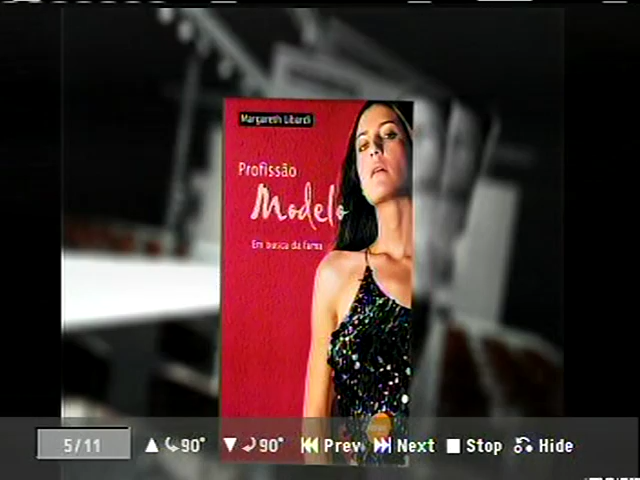 Margareth Libardi
Profissão
Modelo
Em busca da fama
5/11 90° 90° Prev Next Stop Hide